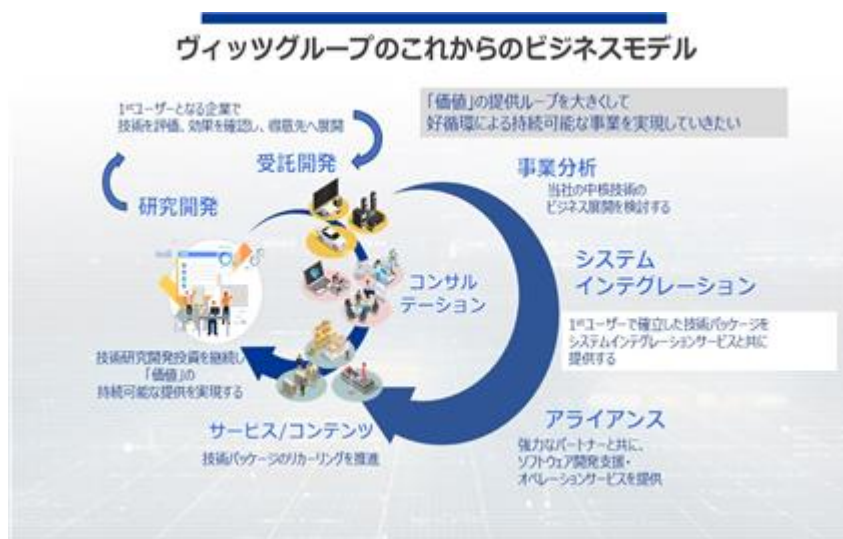 ヴィッツグループのこれからのビジネスモデル
1stユーザーとなる企業で
技術を評価、効果を確認し、得意先へ展開
「価値」の提供ループを大きくして
好循環による持続可能な事業を実現していきたい
受託開発
研究開発
事業分析
当社の中核技術の
ビジネス展開を検討する
コンサル
テーション
システム
インテグレーション
1stユーザーで確立した技術パッケージを
システムインテグレーションサービスと共に
提供する
技術研究開発投資を継続し
「価値」の
持続可能な提供を実現する
サービス/コンテンツ
技術パッケージのリカーリングを推進
アライアンス
強力なパートナーと共に、
ソフトウェア開発支援・
オペレーションサービスを提供